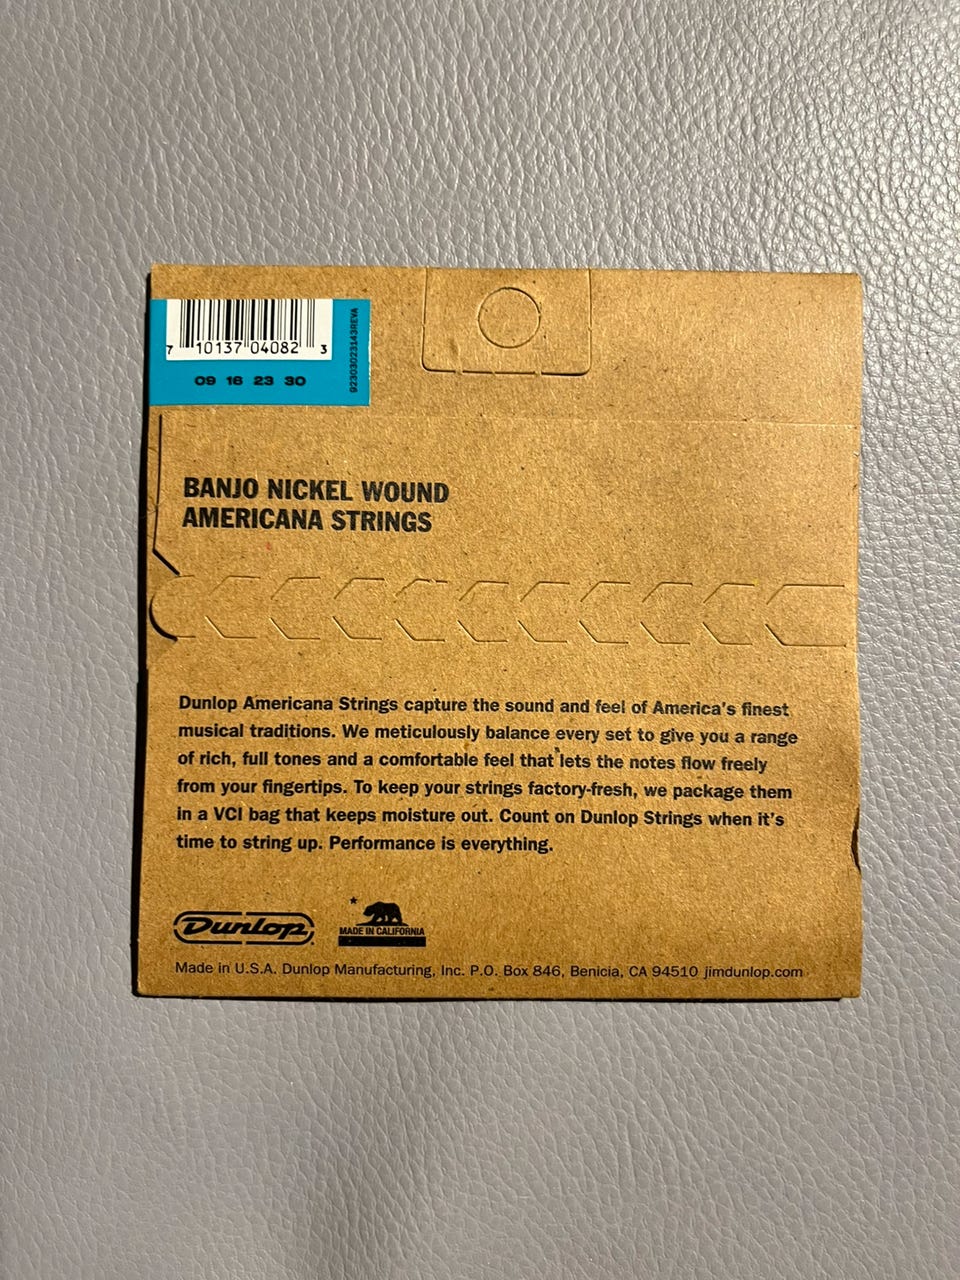 7 10137 04082 3
92303023143REVA
09 16 23 30
BANJO NICKEL WOUND
AMERICANA STRINGS
Dunlop Americana Strings capture the sound and feel of America's finest
musical traditions. We meticulously balance every set to give you a range
of rich, full tones and a comfortable feel that lets the notes flow freely
from your fingertips. To keep your strings factory-fresh, we package them
in a VCI bag that keeps moisture out. Count on Dunlop Strings when it's
time to string up. Performance is everything.
Dunlop
MADE IN CALIFORNIA
Made in U.S.A. Dunlop Manufacturing, Inc. P.O. Box 846, Benicia, CA 94510 jimdunlop.com